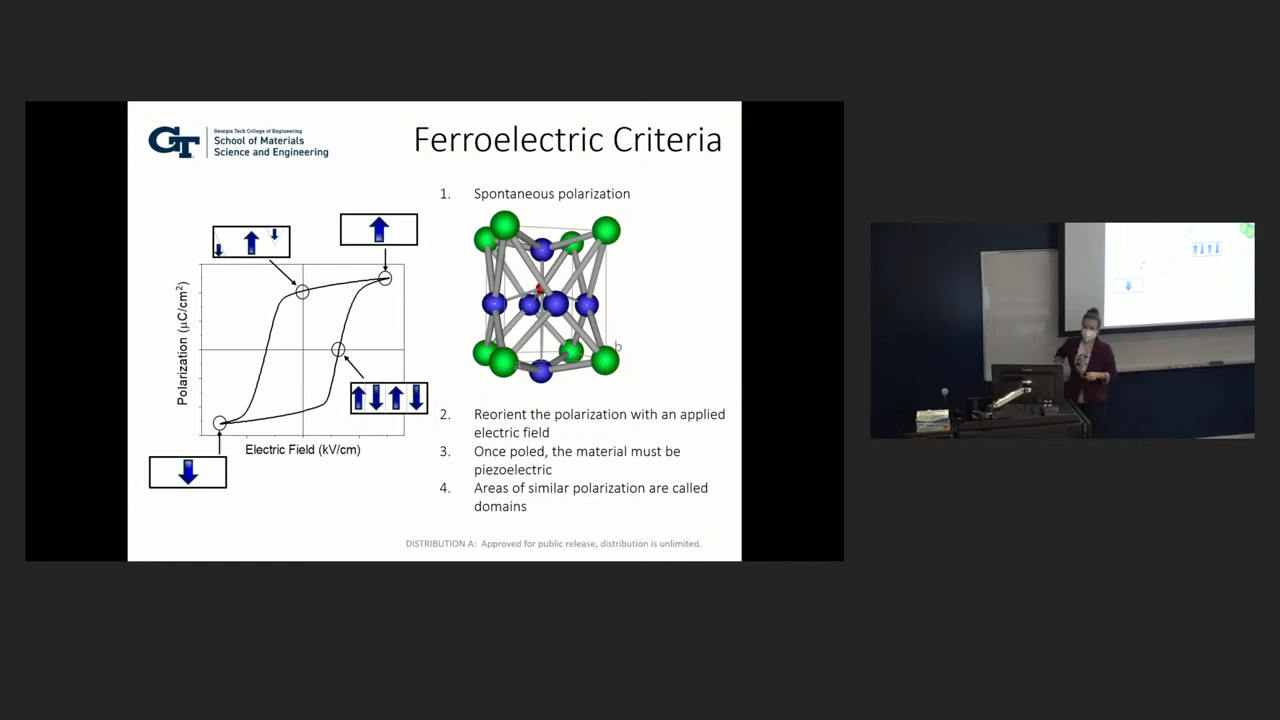 GT
Georgia Tech College of Engineering
School of Materials
Science and Engineering
Ferroelectric Criteria
1. Spontaneous polarization
b
Polarization (μC/cm²)
Electric Field (kV/cm)
2. Reorient the polarization with an applied
electric field
3. Once poled, the material must be
piezoelectric
4. Areas of similar polarization are called
domains
DISTRIBUTION A: Approved for public release, distribution is unlimited.